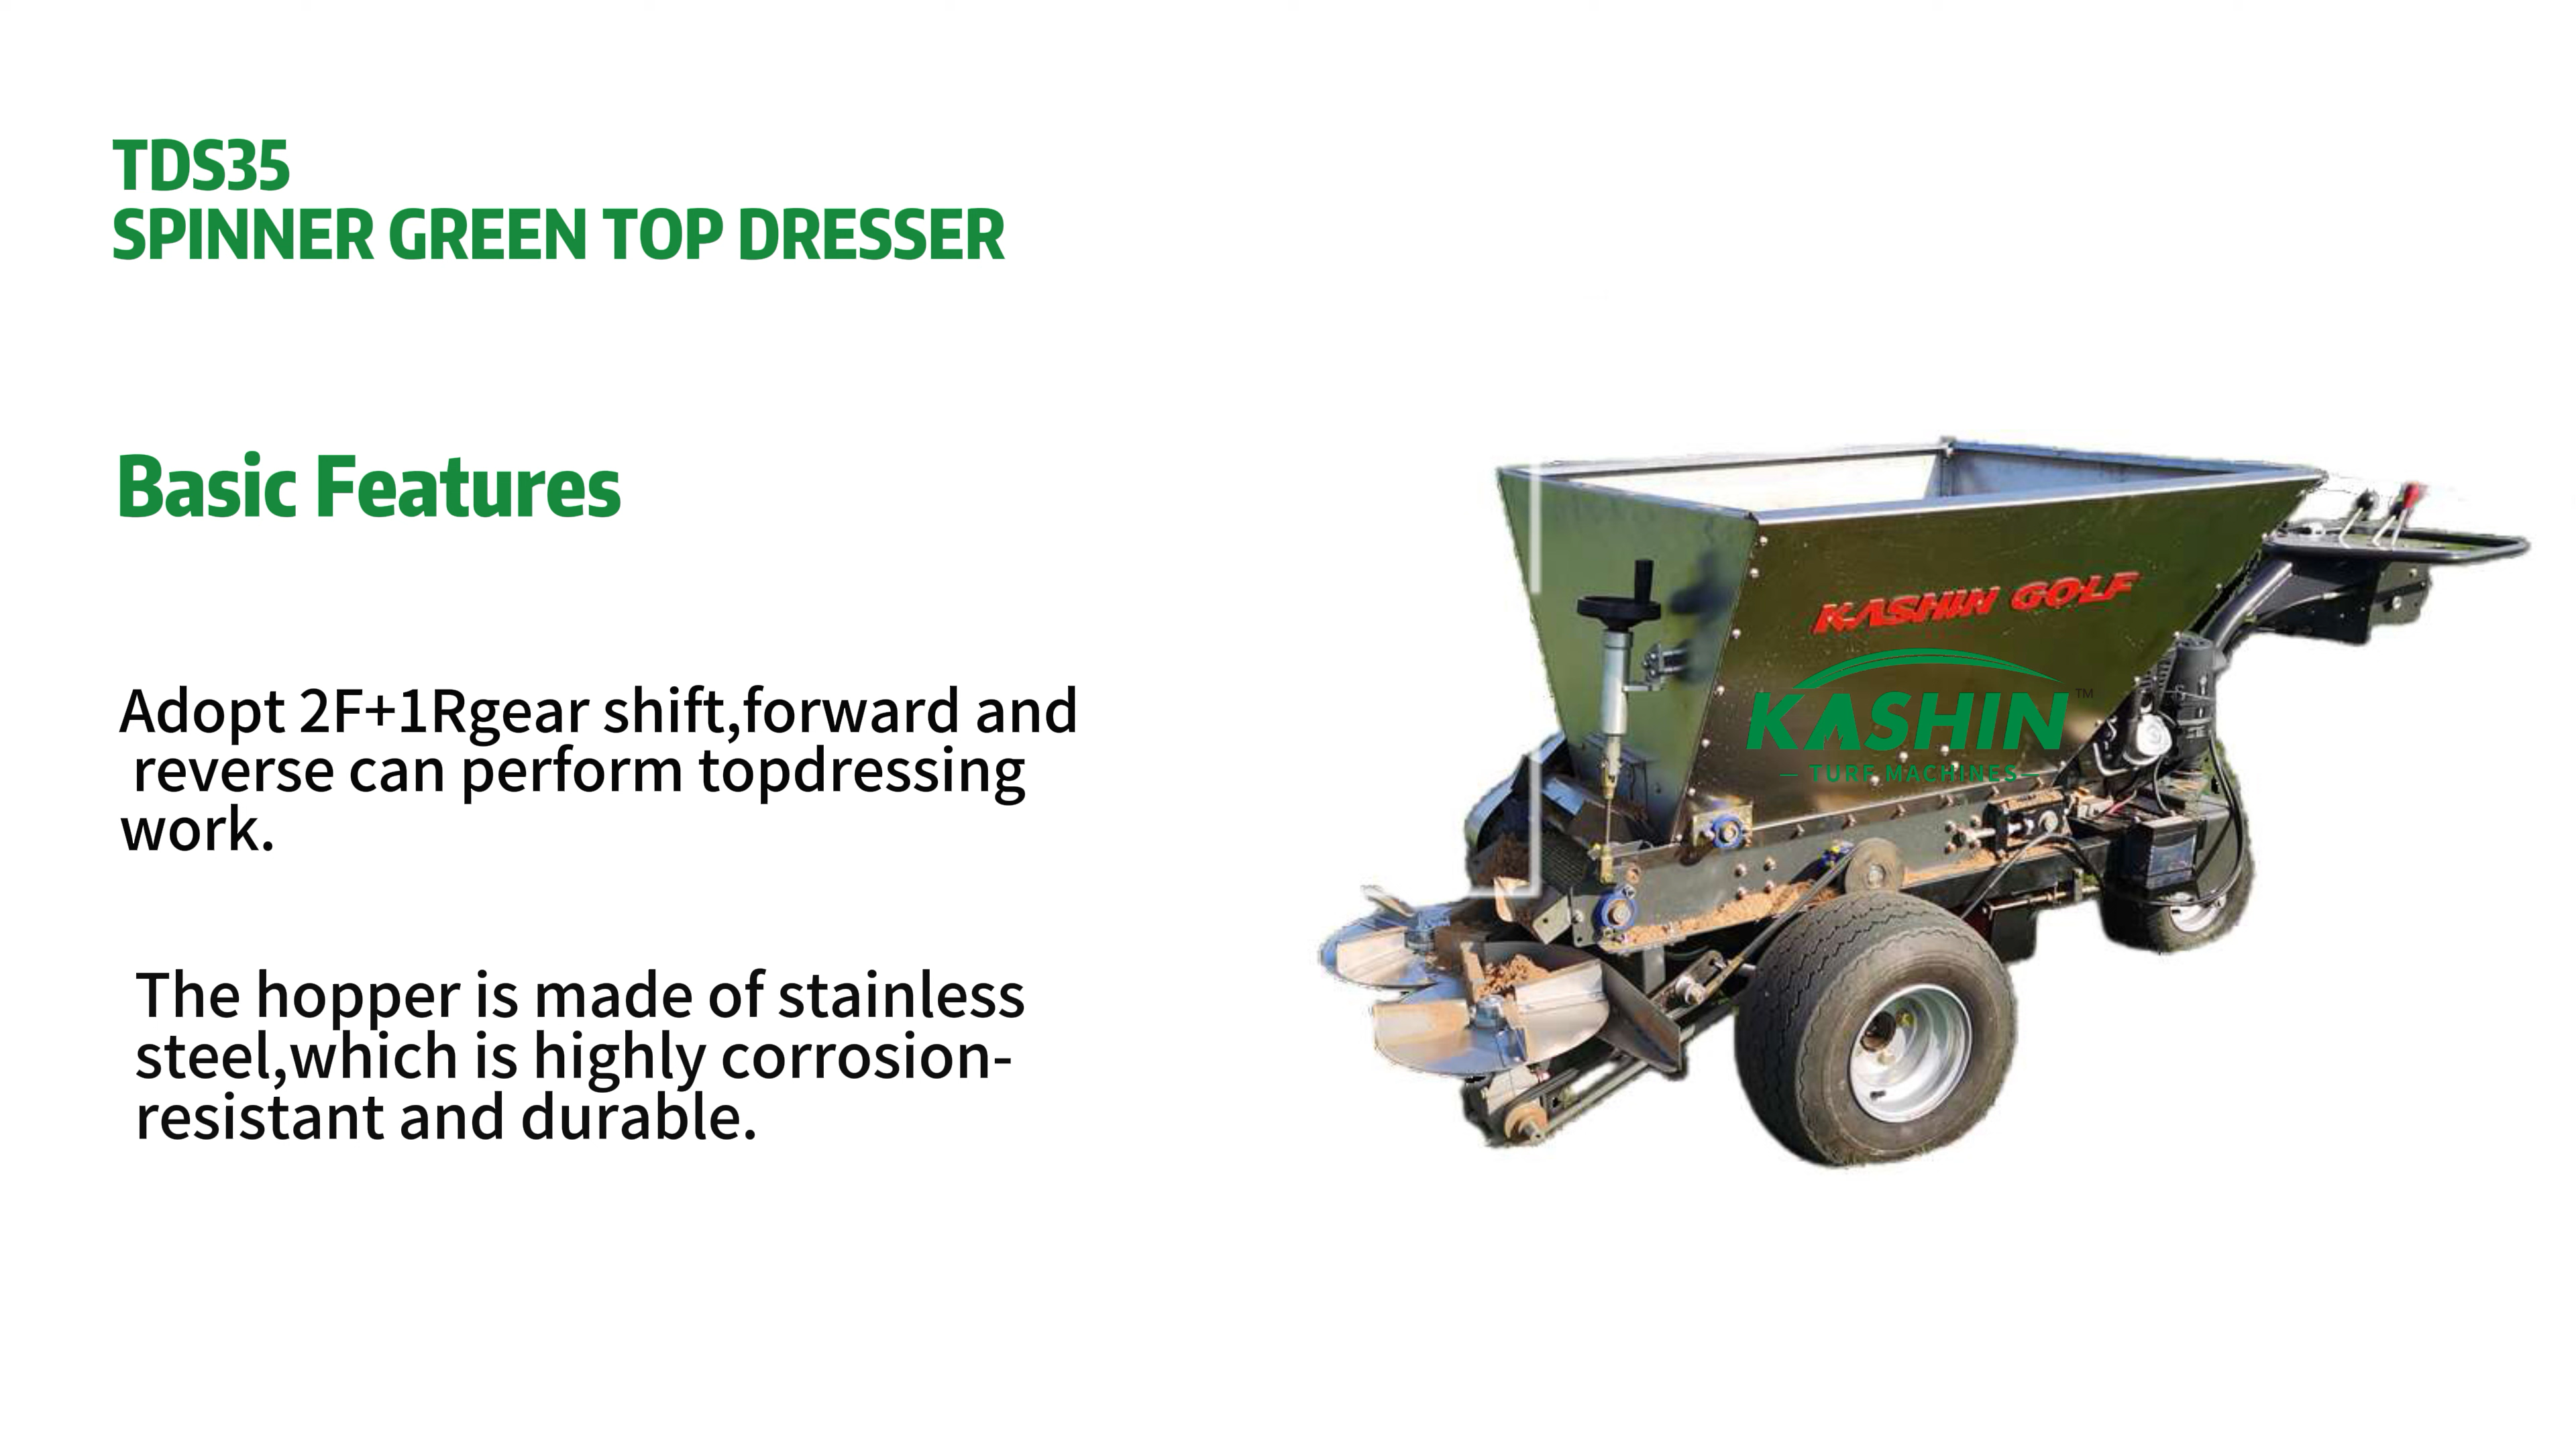 TDS35
SPINNER GREEN TOP DRESSER
Basic Features
Adopt 2F+1Rgear shift,forward and
reverse can perform topdressing
work.
The hopper is made of stainless
steel,which is highly corrosion-
resistant and durable.
KASHIN GOLF
KASHIN™
— TURF MACHINES —